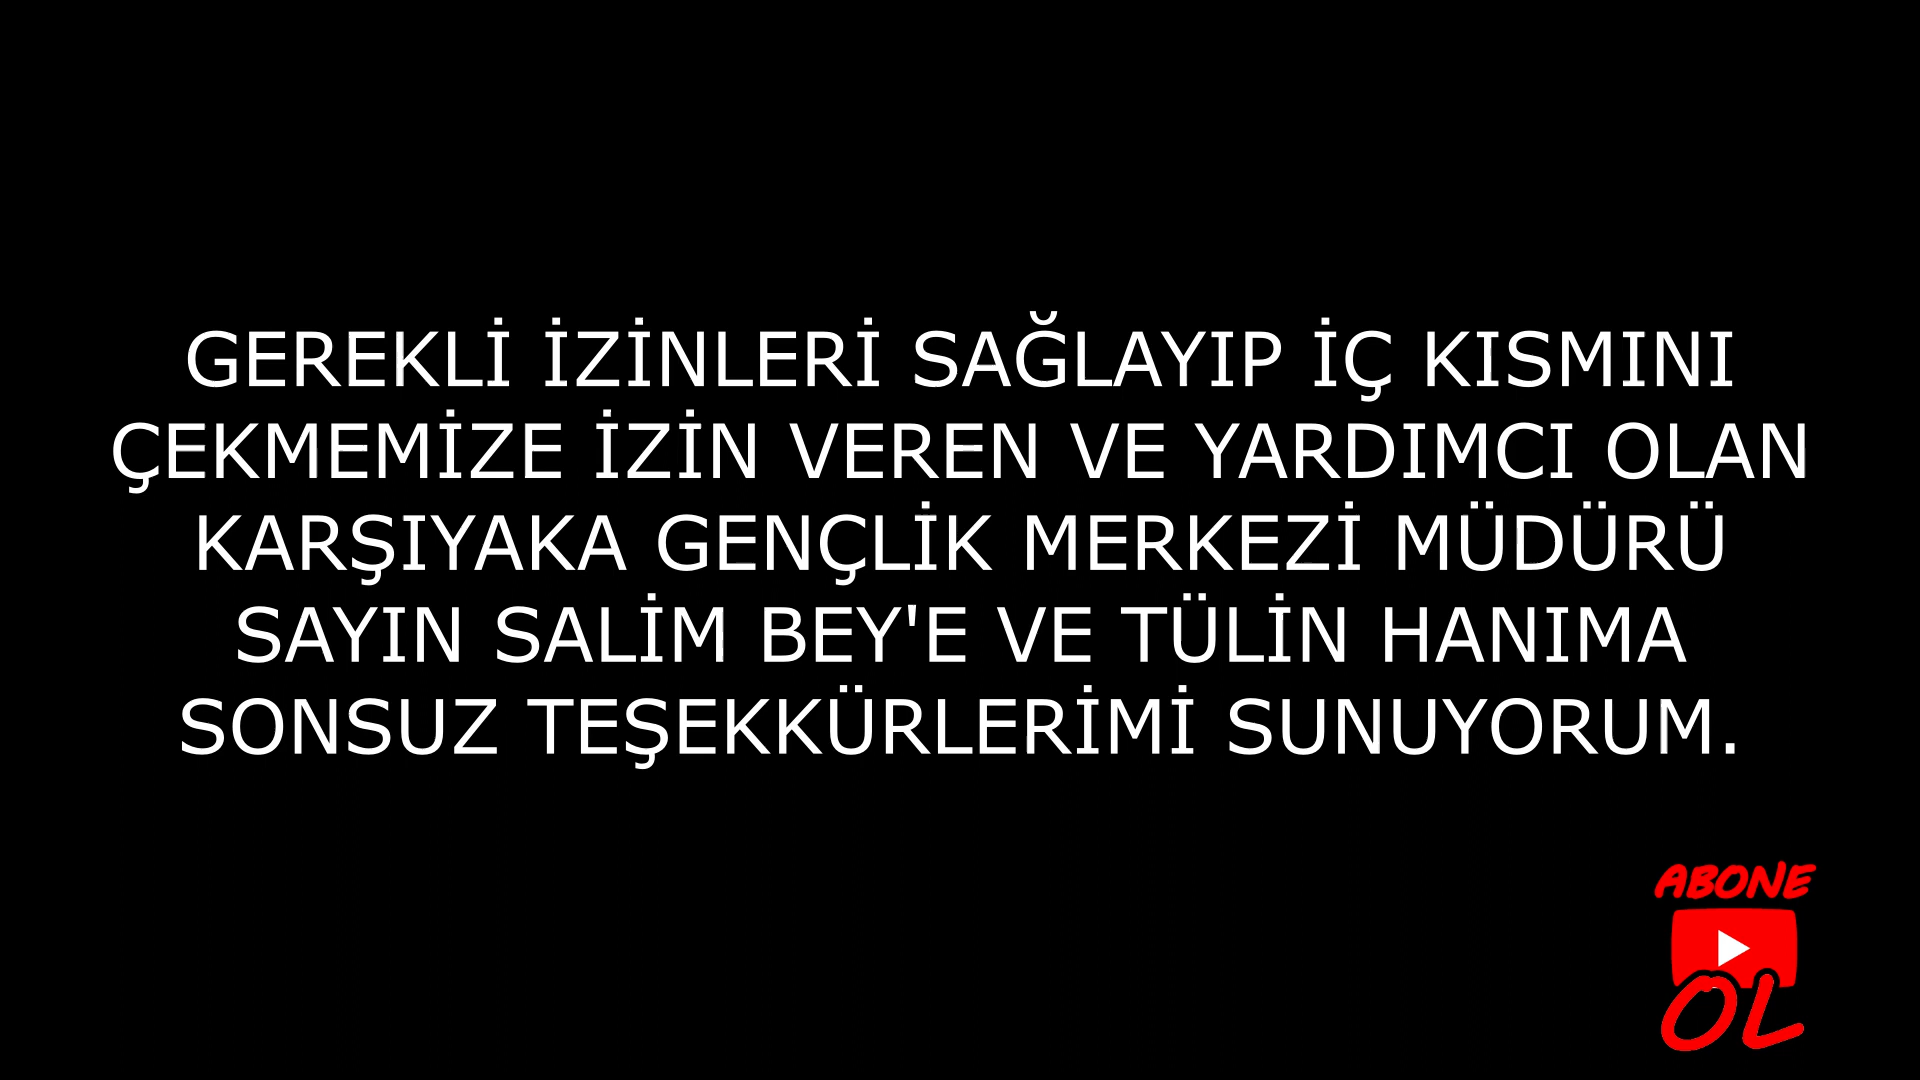 GEREKLİ İZİNLERİ SAĞLAYIP İÇ KISMINI
ÇEKMEMİZE İZİN VEREN VE YARDIMCI OLAN
KARŞIYAKA GENÇLİK MERKEZİ MÜDÜRÜ
SAYIN SALİM BEY'E VE TÜLİN HANIMA
SONSUZ TEŞEKKÜRLERİMİ SUNUYORUM.
ABONE
OL